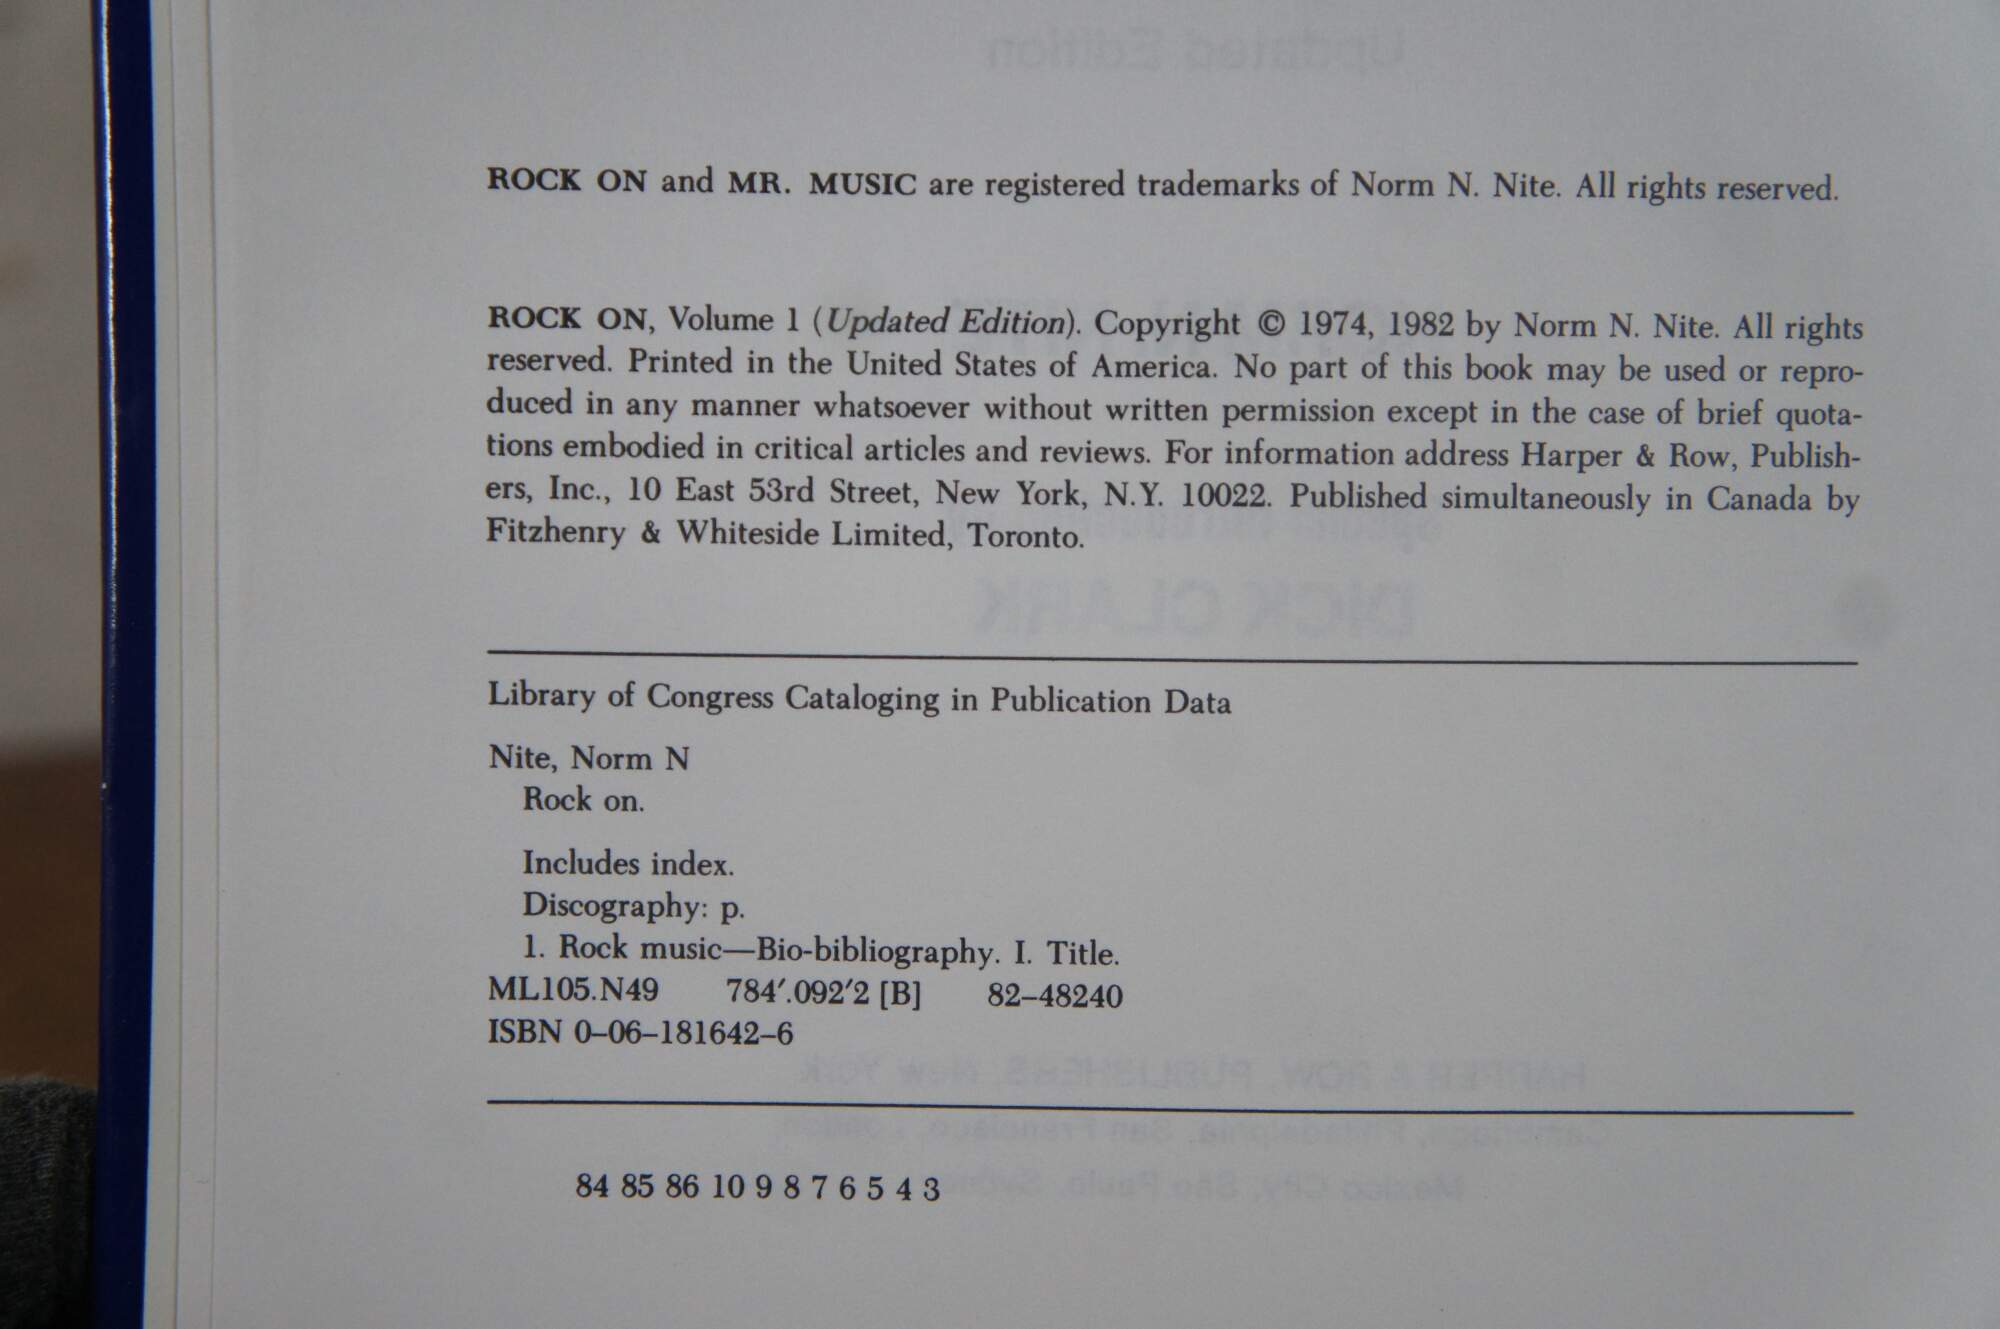 ROCK ON and MR. MUSIC are registered trademarks of Norm N. Nite. All rights reserved.
ROCK ON, Volume 1 (Updated Edition). Copyright © 1974, 1982 by Norm N. Nite. All rights
reserved. Printed in the United States of America. No part of this book may be used or repro-
duced in any manner whatsoever without written permission except in the case of brief quota-
tions embodied in critical articles and reviews. For information address Harper & Row, Publish-
ers, Inc., 10 East 53rd Street, New York, N.Y. 10022. Published simultaneously in Canada by
Fitzhenry & Whiteside Limited, Toronto.
Library of Congress Cataloging in Publication Data
Nite, Norm N
Rock on.
Includes index.
Discography: p.
1. Rock music—Bio-bibliography. I. Title.
ML105.N49 784′.092′2 [B] 82–48240
ISBN 0–06–181642–6
84 85 86 10 9 8 7 6 5 4 3